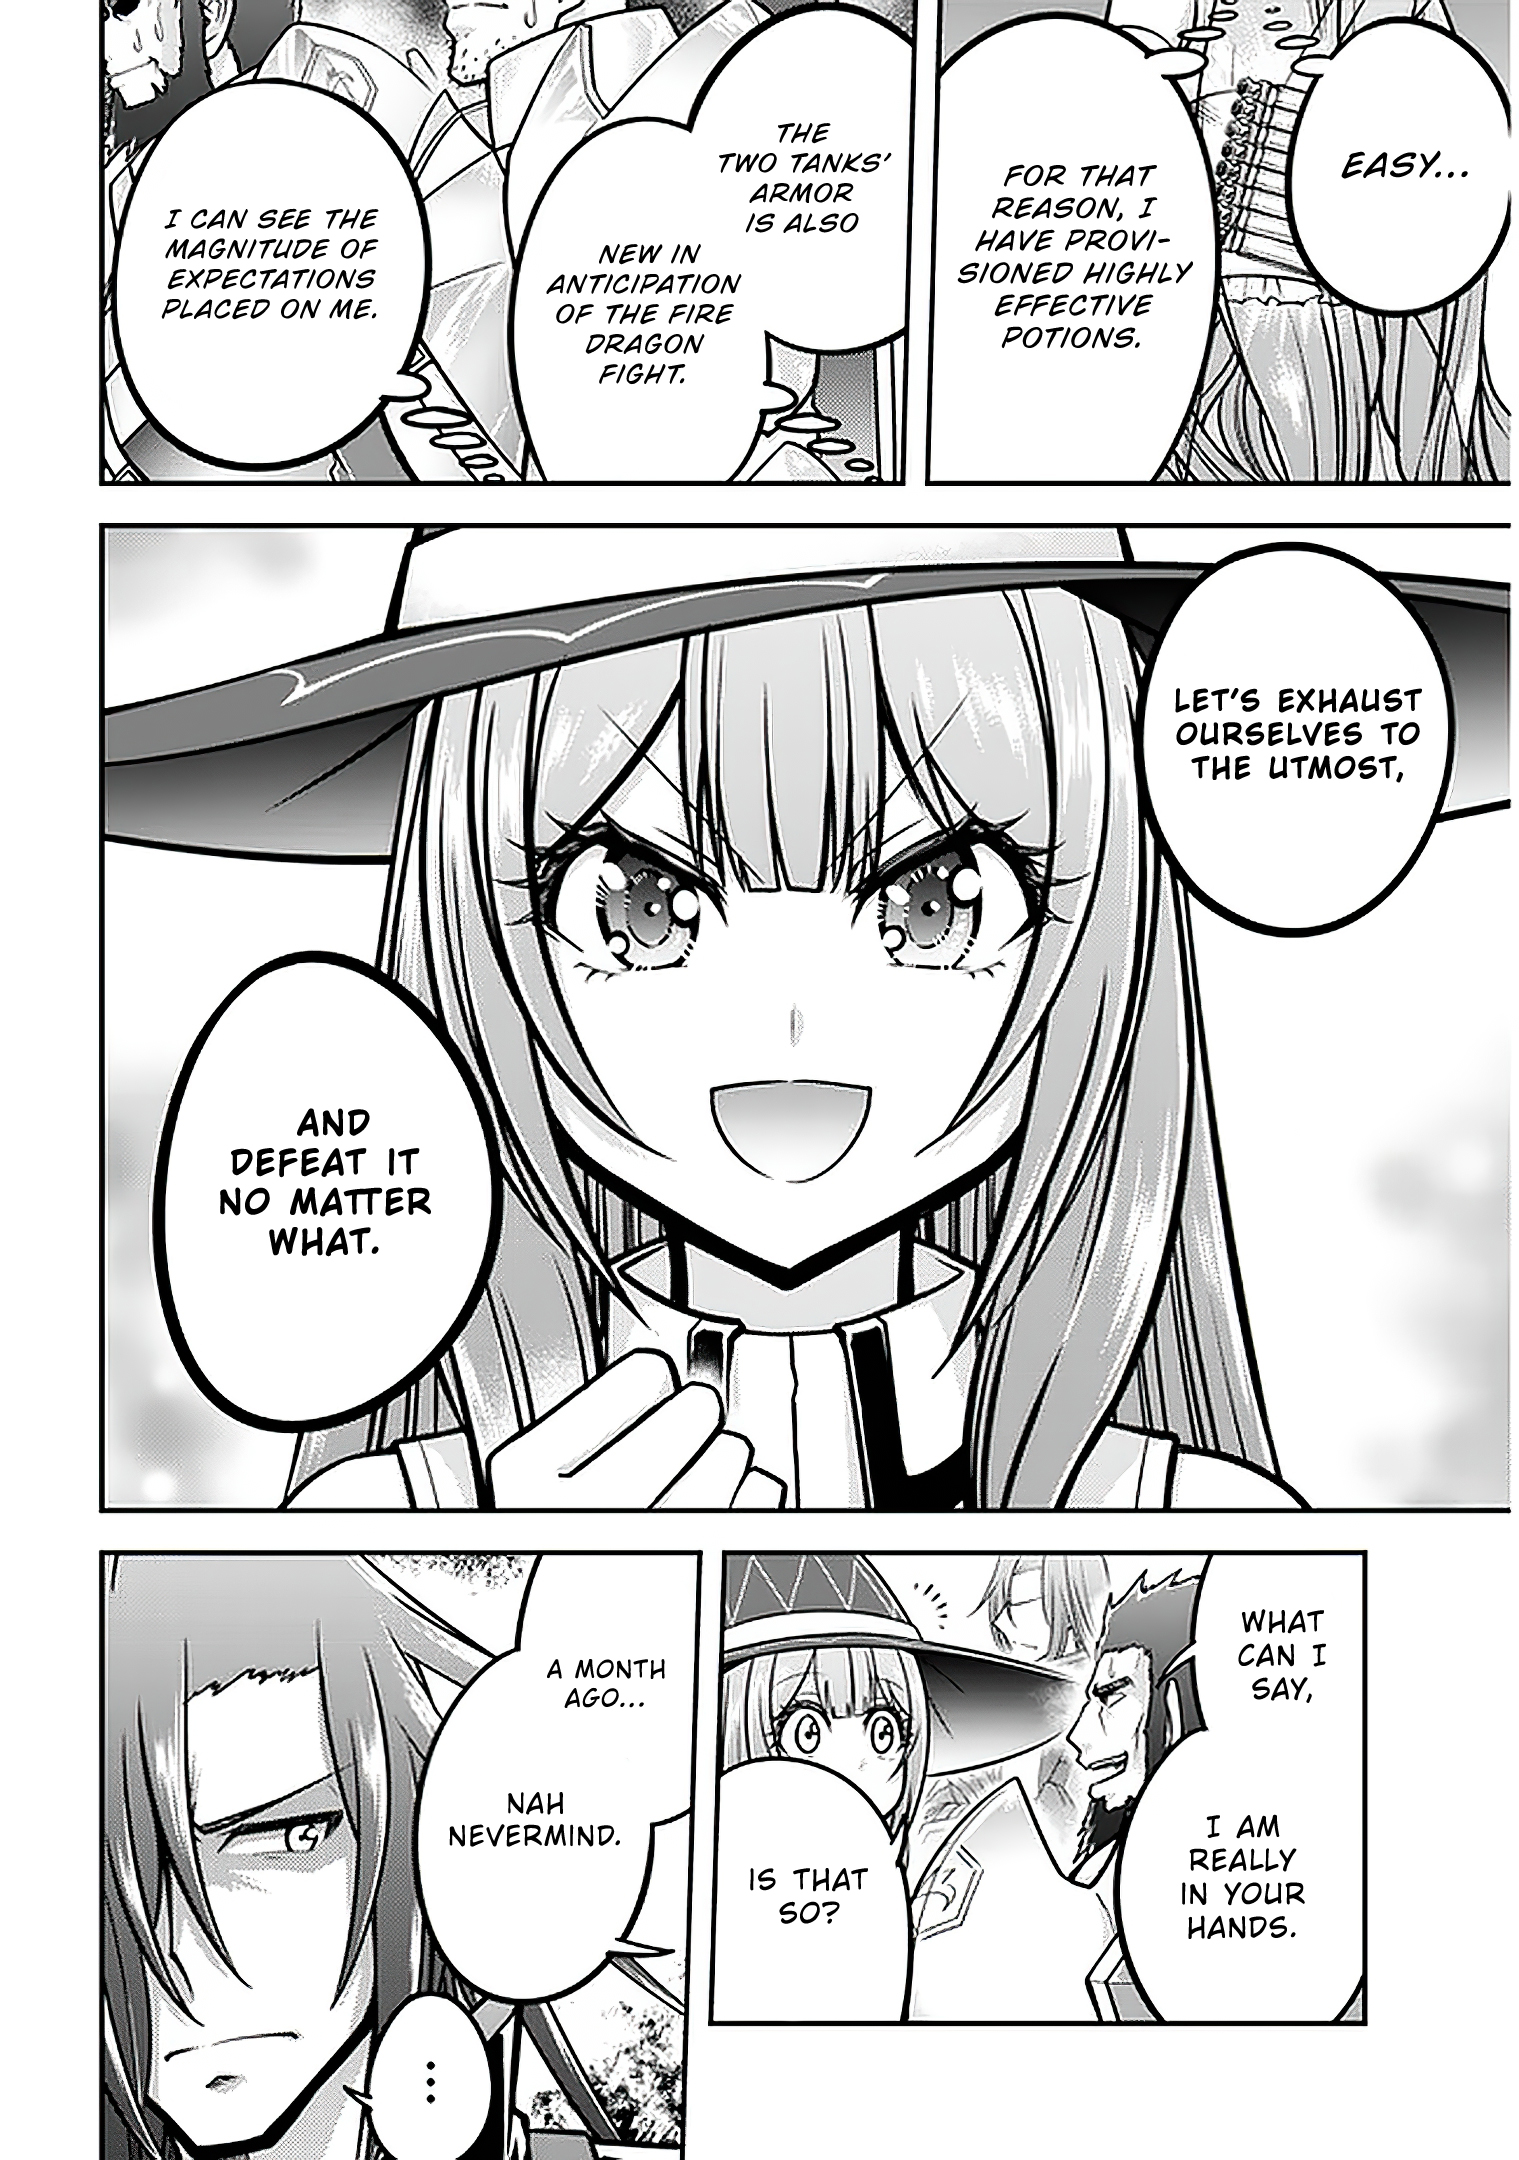 EASY...
FOR THAT
REASON, I
HAVE PROVI-
SIONED HIGHLY
EFFECTIVE
POTIONS.
THE
TWO TANKS'
ARMOR
IS ALSO
NEW IN
ANTICIPATION
OF THE FIRE
DRAGON
FIGHT.
I CAN SEE THE
MAGNITUDE OF
EXPECTATIONS
PLACED ON ME.
LET'S EXHAUST
OURSELVES TO
THE UTMOST,
AND
DEFEAT IT
NO MATTER
WHAT.
WHAT
CAN I
SAY,
I AM
REALLY
IN YOUR
HANDS.
IS THAT
SO?
A MONTH
AGO...
NAH
NEVERMIND.
...